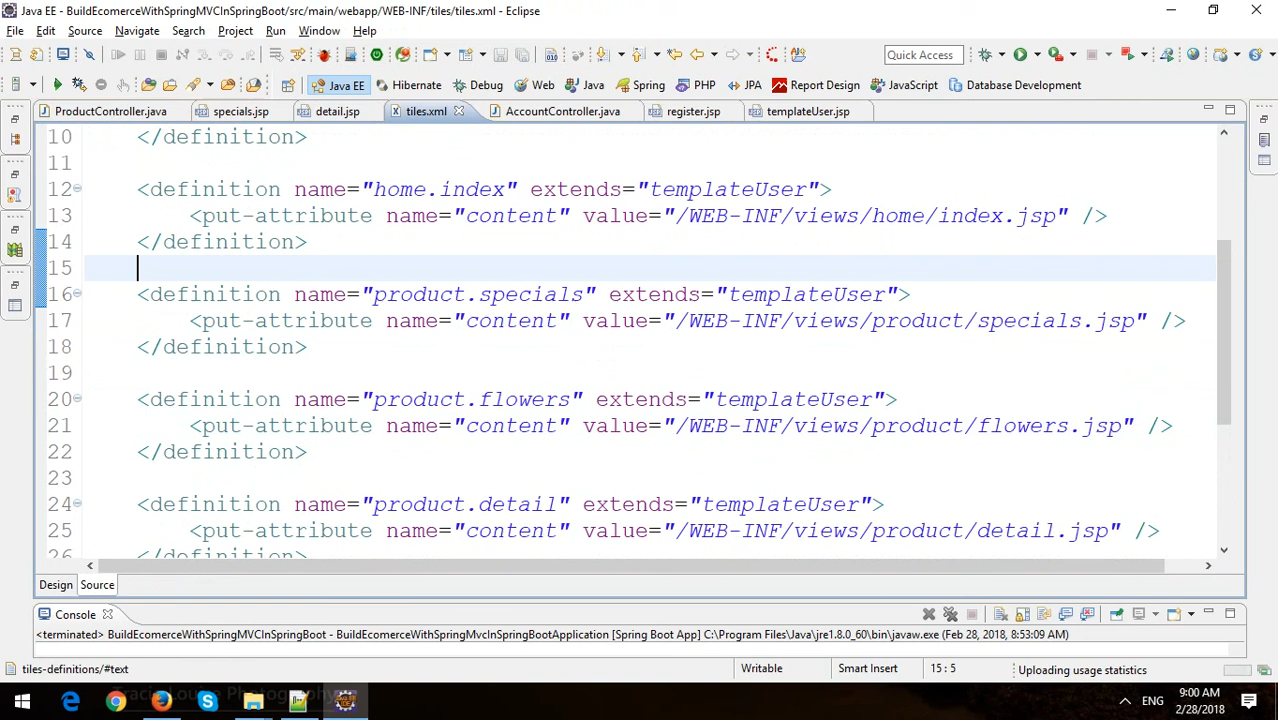 Java EE - BuildEcomerceWithSpringMVCInSpringBoot/src/main/webapp/WEB-INF/tiles/tiles.xml - Eclipse
File Edit Source Navigate Search Project Run Window Help
Quick Access
Java EE Hibernate Debug Web Java Spring PHP JPA Report Design JavaScript Database Development
ProductController.java specials.jsp detail.jsp tiles.xml AccountController.java register.jsp templateUser.jsp
10 </definition>
11
12 <definition name="home.index" extends="templateUser">
13 <put-attribute name="content" value="/WEB-INF/views/home/index.jsp" />
14 </definition>
15
16 <definition name="product.specials" extends="templateUser">
17 <put-attribute name="content" value="/WEB-INF/views/product/specials.jsp" />
18 </definition>
19
20 <definition name="product.flowers" extends="templateUser">
21 <put-attribute name="content" value="/WEB-INF/views/product/flowers.jsp" />
22 </definition>
23
24 <definition name="product.detail" extends="templateUser">
25 <put-attribute name="content" value="/WEB-INF/views/product/detail.jsp" />
26 </definition>
Design Source
Console
<terminated> BuildEcomerceWithSpringMVCInSpringBoot - BuildEcomerceWithSpringMvcInSpringBootApplication [Spring Boot App] C:\Program Files\Java\jre1.8.0_60\bin\javaw.exe (Feb 28, 2018, 8:53:09 AM)
tiles-definitions/#text Writable Smart Insert 15 : 5 Uploading usage statistics
ENG
9:00 AM
2/28/2018